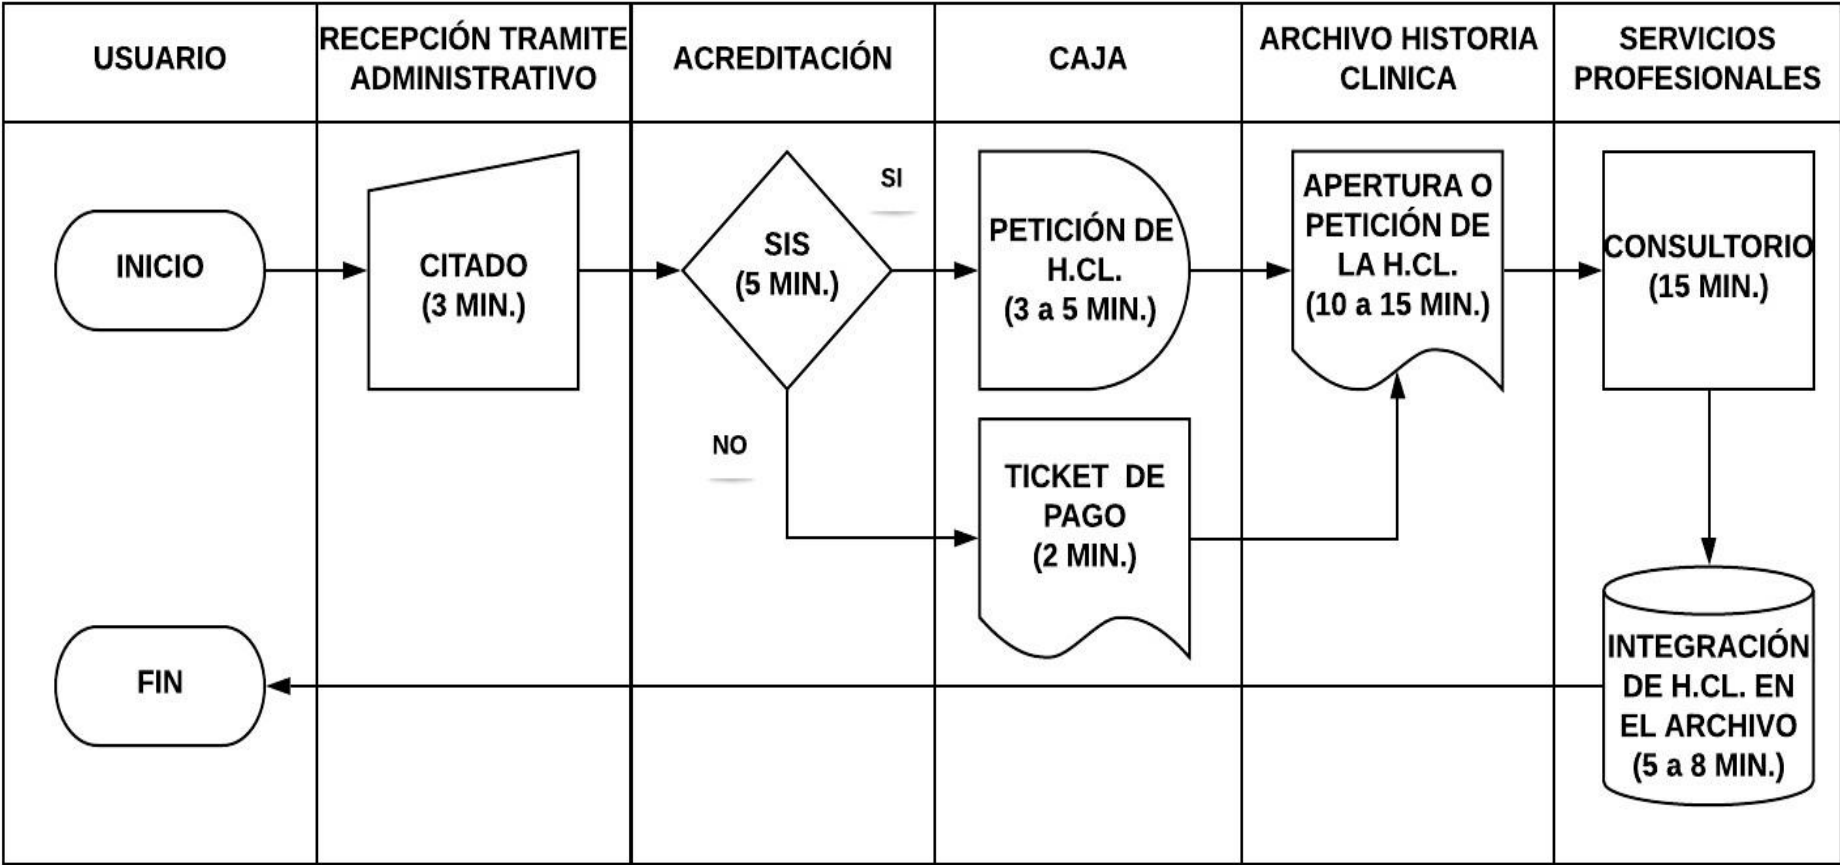 USUARIO
RECEPCIÓN TRAMITE
ADMINISTRATIVO
ACREDITACIÓN
CAJA
ARCHIVO HISTORIA
CLINICA
SERVICIOS
PROFESIONALES
INICIO
CITADO
(3 MIN.)
SIS
(5 MIN.)
SI
NO
PETICIÓN DE
H.CL.
(3 a 5 MIN.)
TICKET DE
PAGO
(2 MIN.)
APERTURA O
PETICIÓN DE
LA H.CL.
(10 a 15 MIN.)
CONSULTORIO
(15 MIN.)
INTEGRACIÓN
DE H.CL. EN
EL ARCHIVO
(5 a 8 MIN.)
FIN